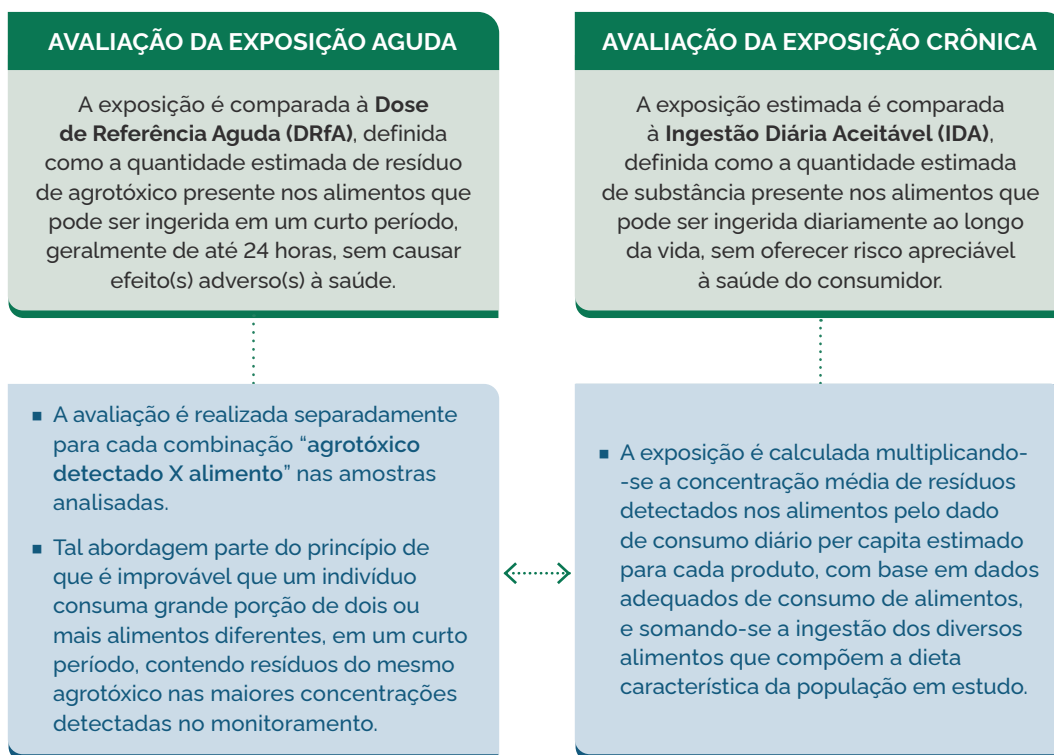 AVALIAÇÃO DA EXPOSIÇÃO AGUDA
A exposição é comparada à Dose
de Referência Aguda (DRfA), definida
como a quantidade estimada de resíduo
de agrotóxico presente nos alimentos que
pode ser ingerida em um curto período,
geralmente de até 24 horas, sem causar
efeito(s) adverso(s) à saúde.
■ A avaliação é realizada separadamente
para cada combinação “agrotóxico
detectado X alimento” nas amostras
analisadas.
■ Tal abordagem parte do princípio de
que é improvável que um indivíduo
consuma grande porção de dois ou
mais alimentos diferentes, em um curto
período, contendo resíduos do mesmo
agrotóxico nas maiores concentrações
detectadas no monitoramento.
AVALIAÇÃO DA EXPOSIÇÃO CRÔNICA
A exposição estimada é comparada
à Ingestão Diária Aceitável (IDA),
definida como a quantidade estimada
de substância presente nos alimentos que
pode ser ingerida diariamente ao longo
da vida, sem oferecer risco apreciável
à saúde do consumidor.
■ A exposição é calculada multiplicando-
-se a concentração média de resíduos
detectados nos alimentos pelo dado
de consumo diário per capita estimado
para cada produto, com base em dados
adequados de consumo de alimentos,
e somando-se a ingestão dos diversos
alimentos que compõem a dieta
característica da população em estudo.